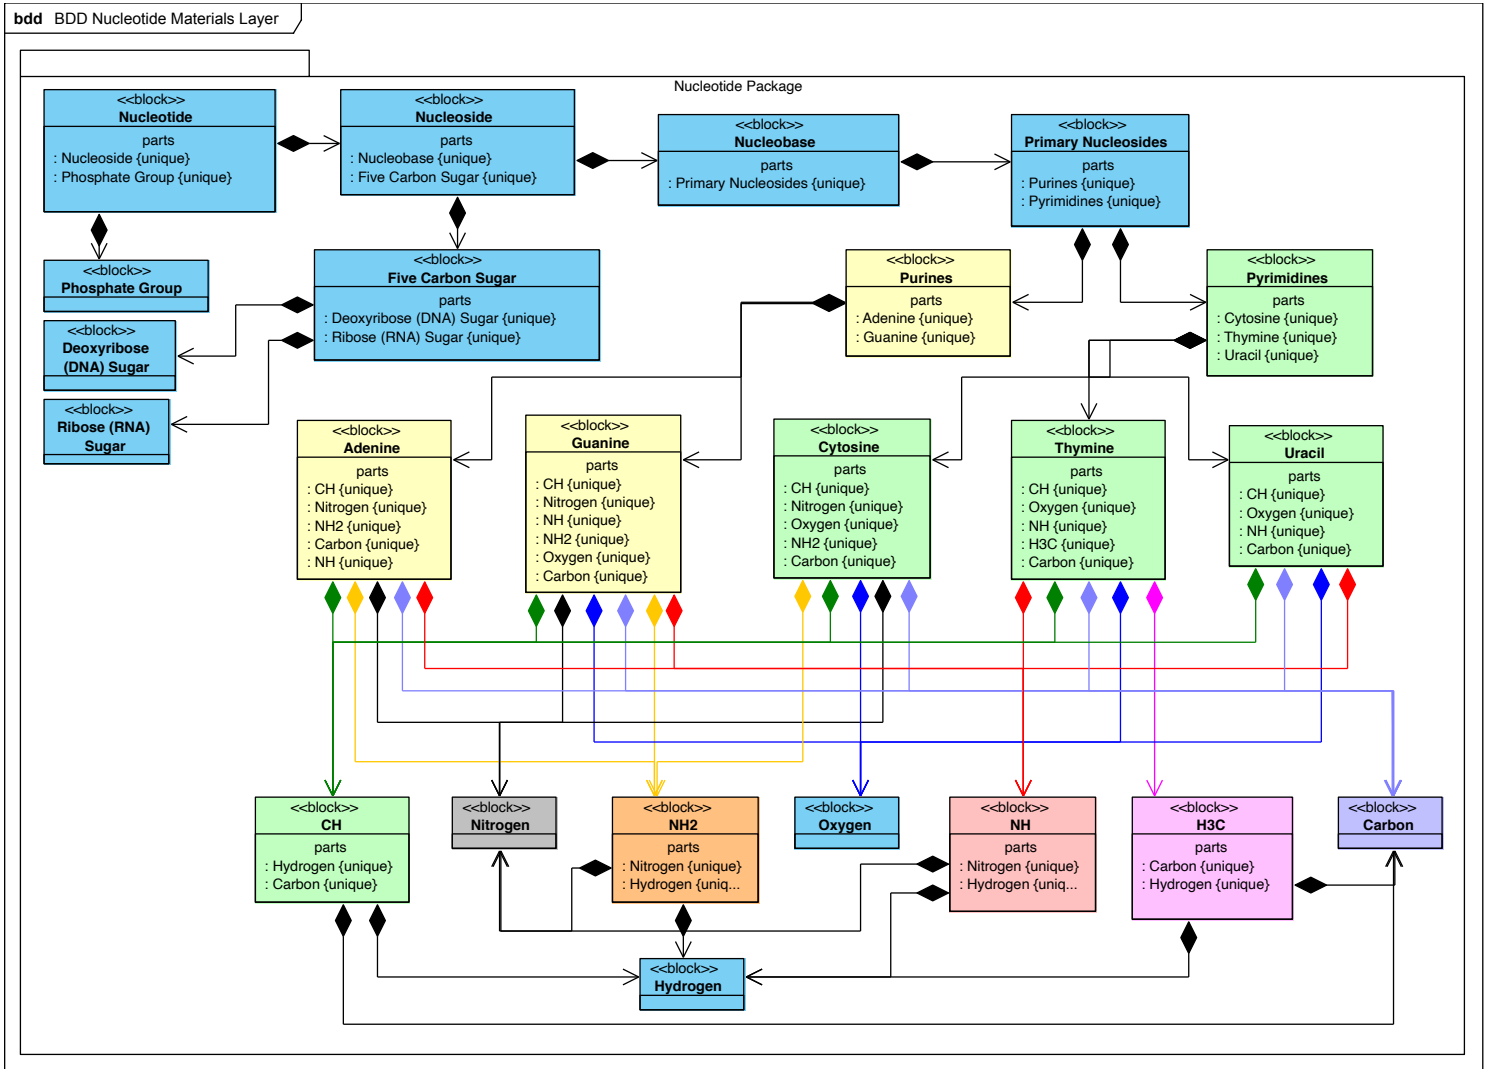 bdd BDD Nucleotide Materials Layer
Nucleotide Package
<<block>>
Nucleotide
parts
: Nucleoside {unique}
: Phosphate Group {unique}
<<block>>
Nucleoside
parts
: Nucleobase {unique}
: Five Carbon Sugar {unique}
<<block>>
Nucleobase
parts
: Primary Nucleosides {unique}
<<block>>
Primary Nucleosides
parts
: Purines {unique}
: Pyrimidines {unique}
<<block>>
Phosphate Group
<<block>>
Five Carbon Sugar
parts
: Deoxyribose (DNA) Sugar {unique}
: Ribose (RNA) Sugar {unique}
<<block>>
Purines
parts
: Adenine {unique}
: Guanine {unique}
<<block>>
Pyrimidines
parts
: Cytosine {unique}
: Thymine {unique}
: Uracil {unique}
<<block>>
Deoxyribose
(DNA) Sugar
<<block>>
Ribose (RNA)
Sugar
<<block>>
Adenine
parts
: CH {unique}
: Nitrogen {unique}
: NH2 {unique}
: Carbon {unique}
: NH {unique}
<<block>>
Guanine
parts
: CH {unique}
: Nitrogen {unique}
: NH {unique}
: NH2 {unique}
: Oxygen {unique}
: Carbon {unique}
<<block>>
Cytosine
parts
: CH {unique}
: Nitrogen {unique}
: Oxygen {unique}
: NH2 {unique}
: Carbon {unique}
<<block>>
Thymine
parts
: CH {unique}
: Oxygen {unique}
: NH {unique}
: H3C {unique}
: Carbon {unique}
<<block>>
Uracil
parts
: CH {unique}
: Oxygen {unique}
: NH {unique}
: Carbon {unique}
<<block>>
CH
parts
: Hydrogen {unique}
: Carbon {unique}
<<block>>
Nitrogen
<<block>>
NH2
parts
: Nitrogen {unique}
: Hydrogen {uniq...
<<block>>
Oxygen
<<block>>
NH
parts
: Nitrogen {unique}
: Hydrogen {uniq...
<<block>>
H3C
parts
: Carbon {unique}
: Hydrogen {unique}
<<block>>
Carbon
<<block>>
Hydrogen